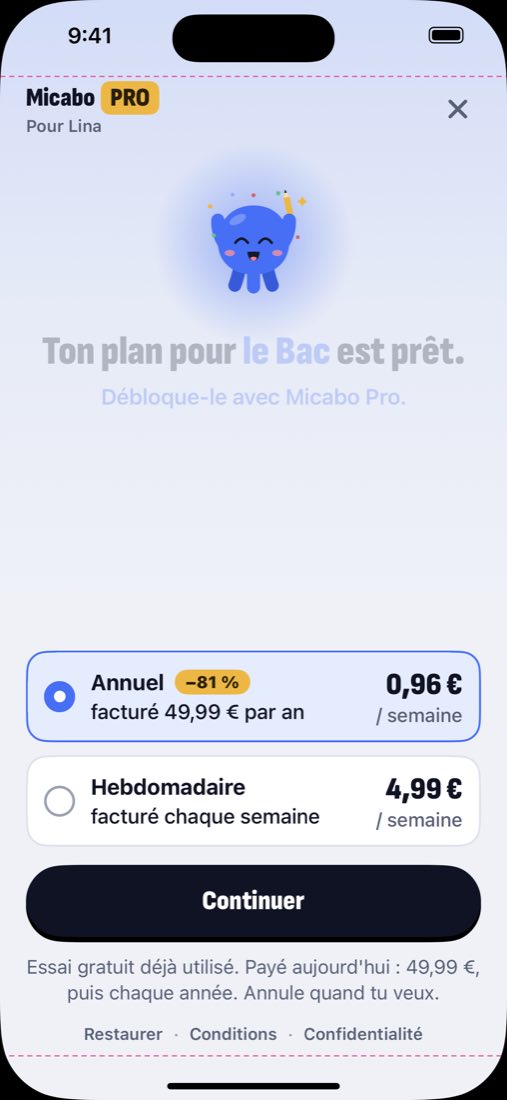 9:41
Micabo PRO
Pour Lina
Ton plan pour le Bac est prêt.
Débloque-le avec Micabo Pro.
Annuel −81 %
0,96 €
facturé 49,99 € par an
/ semaine
Hebdomadaire
4,99 €
facturé chaque semaine
/ semaine
Continuer
Essai gratuit déjà utilisé. Payé aujourd'hui : 49,99 €,
puis chaque année. Annule quand tu veux.
Restaurer · Conditions · Confidentialité